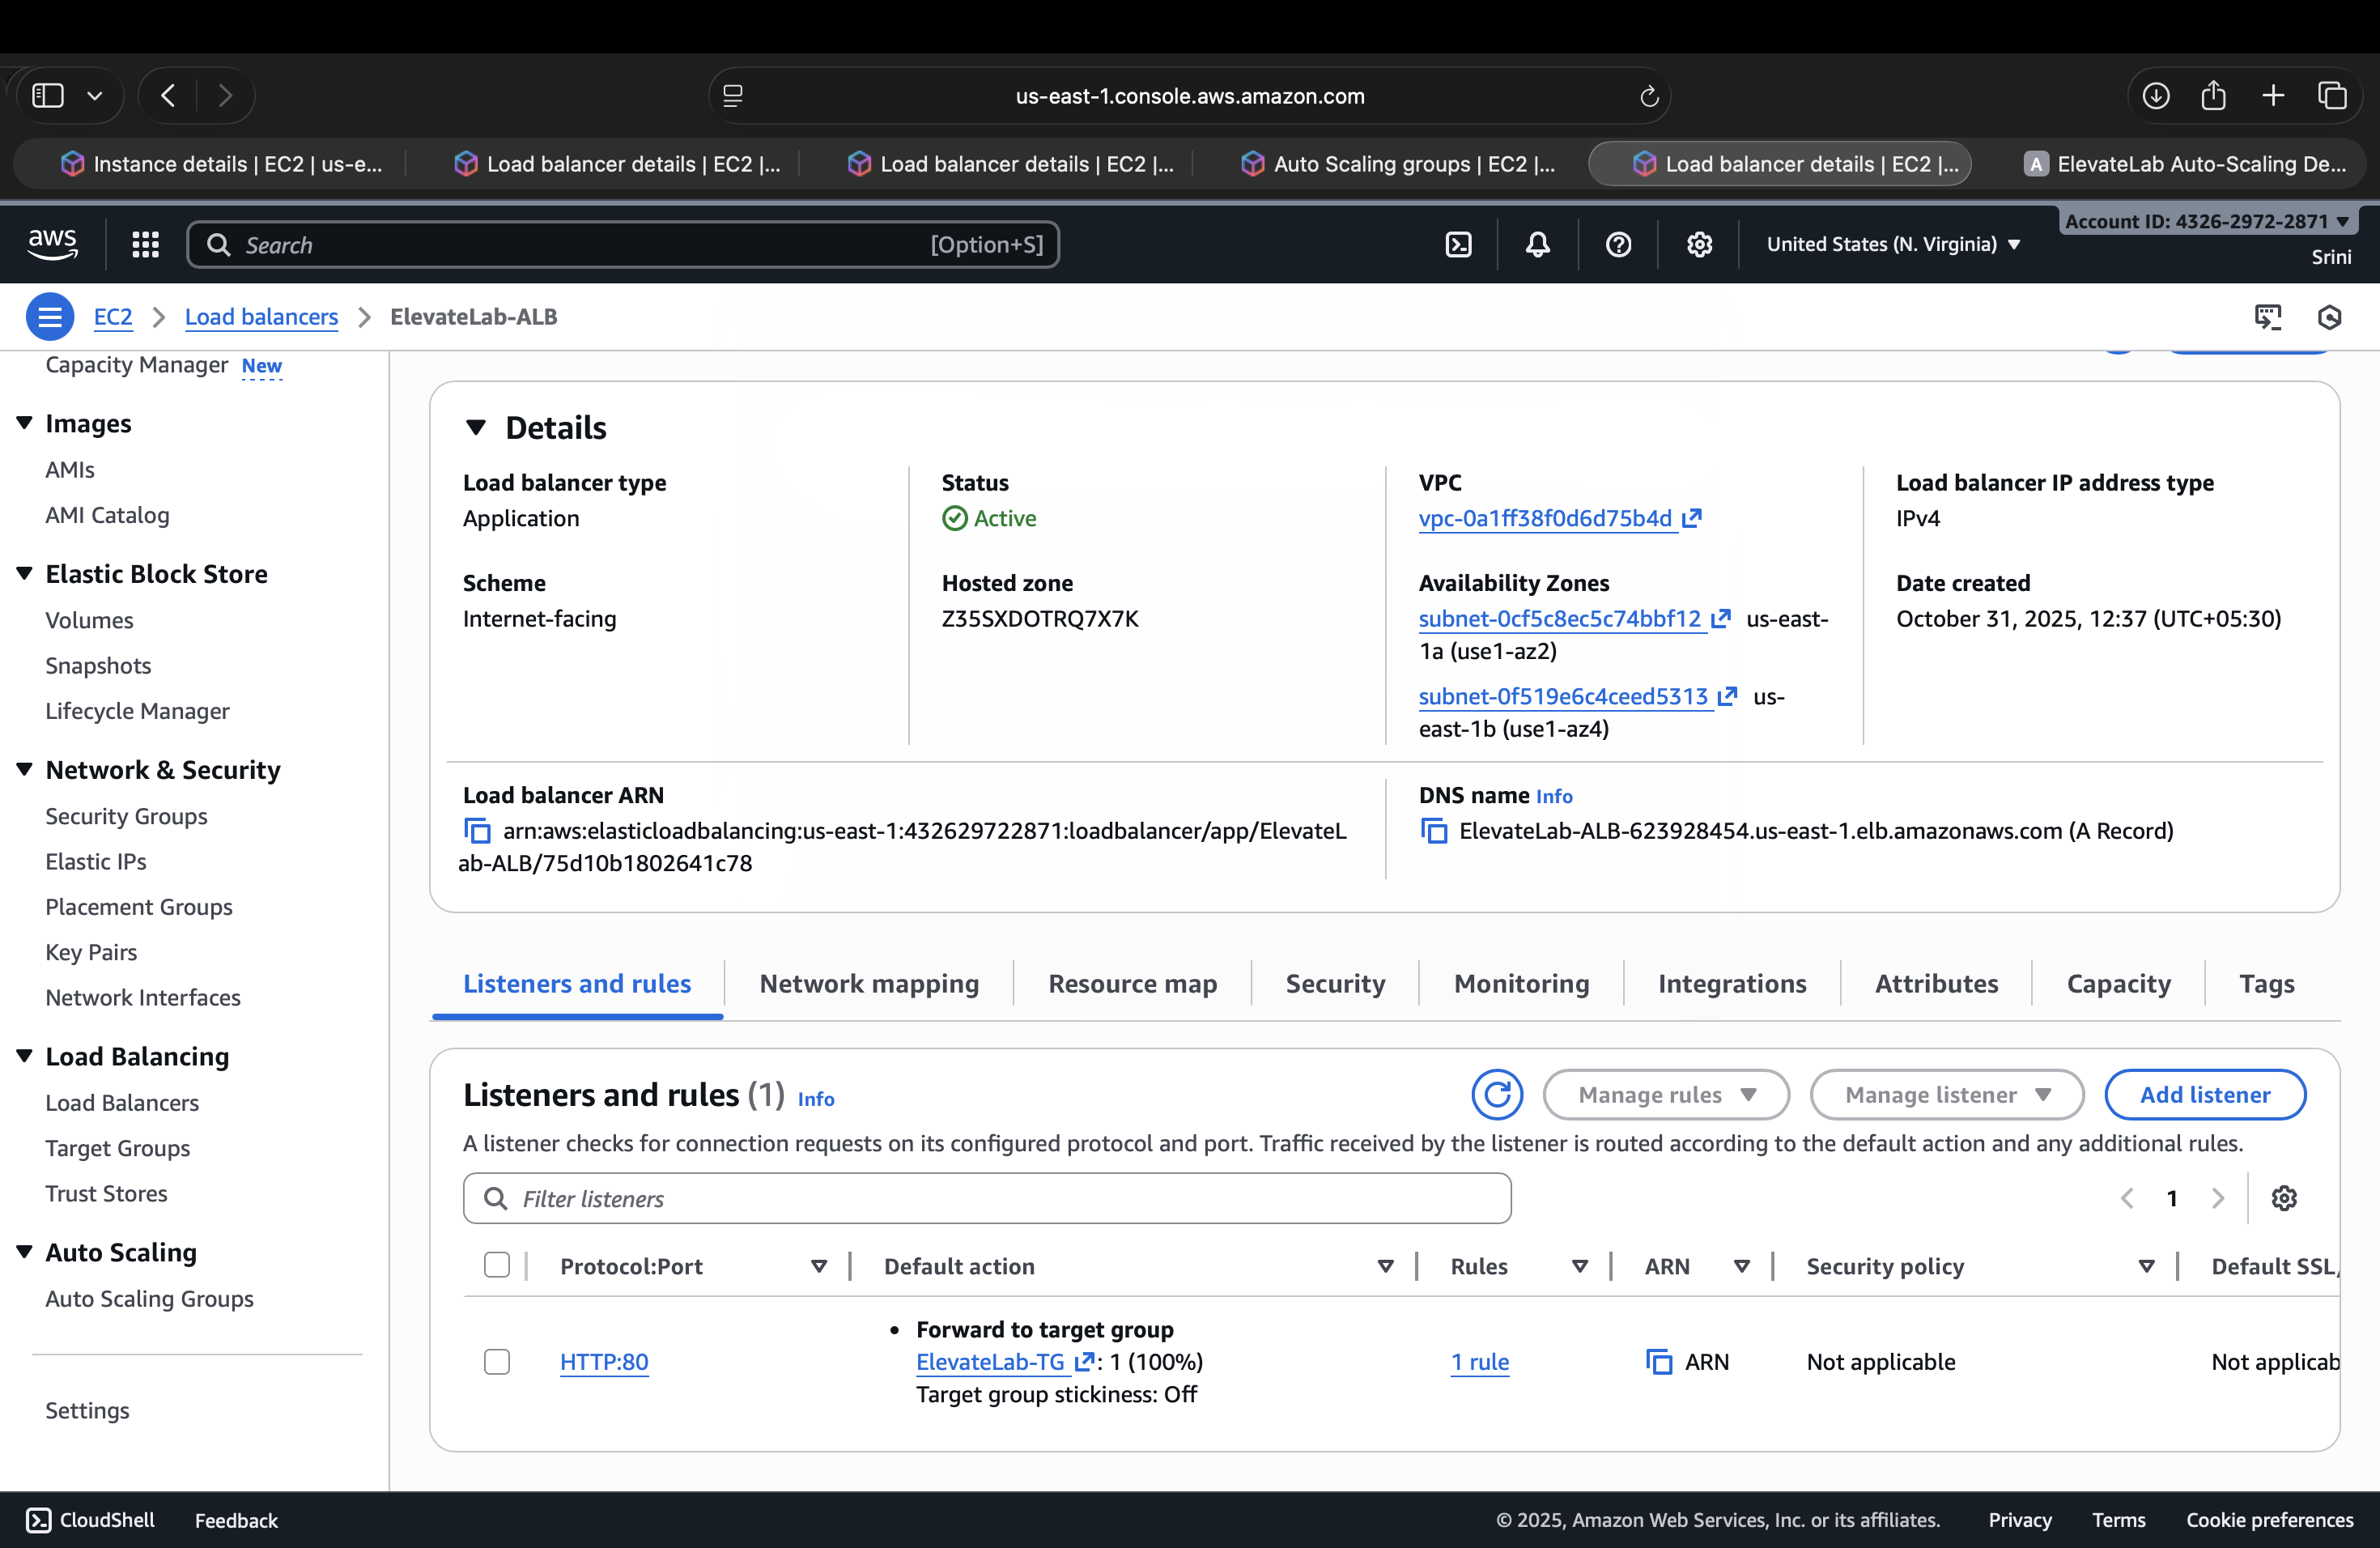 us-east-1.console.aws.amazon.com
Instance details | EC2 | us-e...
Load balancer details | EC2 |...
Load balancer details | EC2 |...
Auto Scaling groups | EC2 |...
Load balancer details | EC2 |...
A ElevateLab Auto-Scaling De...
aws
Search
[Option+S]
United States (N. Virginia)
Account ID: 4326-2972-2871
Srini
EC2
Load balancers
ElevateLab-ALB
Capacity Manager New
Images
AMIs
AMI Catalog
Elastic Block Store
Volumes
Snapshots
Lifecycle Manager
Network & Security
Security Groups
Elastic IPs
Placement Groups
Key Pairs
Network Interfaces
Load Balancing
Load Balancers
Target Groups
Trust Stores
Auto Scaling
Auto Scaling Groups
Settings
Details
Load balancer type
Application
Status
Active
VPC
vpc-0a1ff38f0d6d75b4d
Load balancer IP address type
IPv4
Scheme
Internet-facing
Hosted zone
Z35SXDOTRQ7X7K
Availability Zones
subnet-0cf5c8ec5c74bbf12 us-east-
1a (use1-az2)
subnet-0f519e6c4ceed5313 us-
east-1b (use1-az4)
Date created
October 31, 2025, 12:37 (UTC+05:30)
Load balancer ARN
arn:aws:elasticloadbalancing:us-east-1:432629722871:loadbalancer/app/ElevateL
ab-ALB/75d10b1802641c78
DNS name Info
ElevateLab-ALB-623928454.us-east-1.elb.amazonaws.com (A Record)
Listeners and rules
Network mapping
Resource map
Security
Monitoring
Integrations
Attributes
Capacity
Tags
Listeners and rules (1) Info
Manage rules
Manage listener
Add listener
A listener checks for connection requests on its configured protocol and port. Traffic received by the listener is routed according to the default action and any additional rules.
Filter listeners
1
Protocol:Port
Default action
Rules
ARN
Security policy
Default SSL/
HTTP:80
• Forward to target group
ElevateLab-TG : 1 (100%)
Target group stickiness: Off
1 rule
ARN
Not applicable
Not applicab
CloudShell
Feedback
© 2025, Amazon Web Services, Inc. or its affiliates.
Privacy
Terms
Cookie preferences